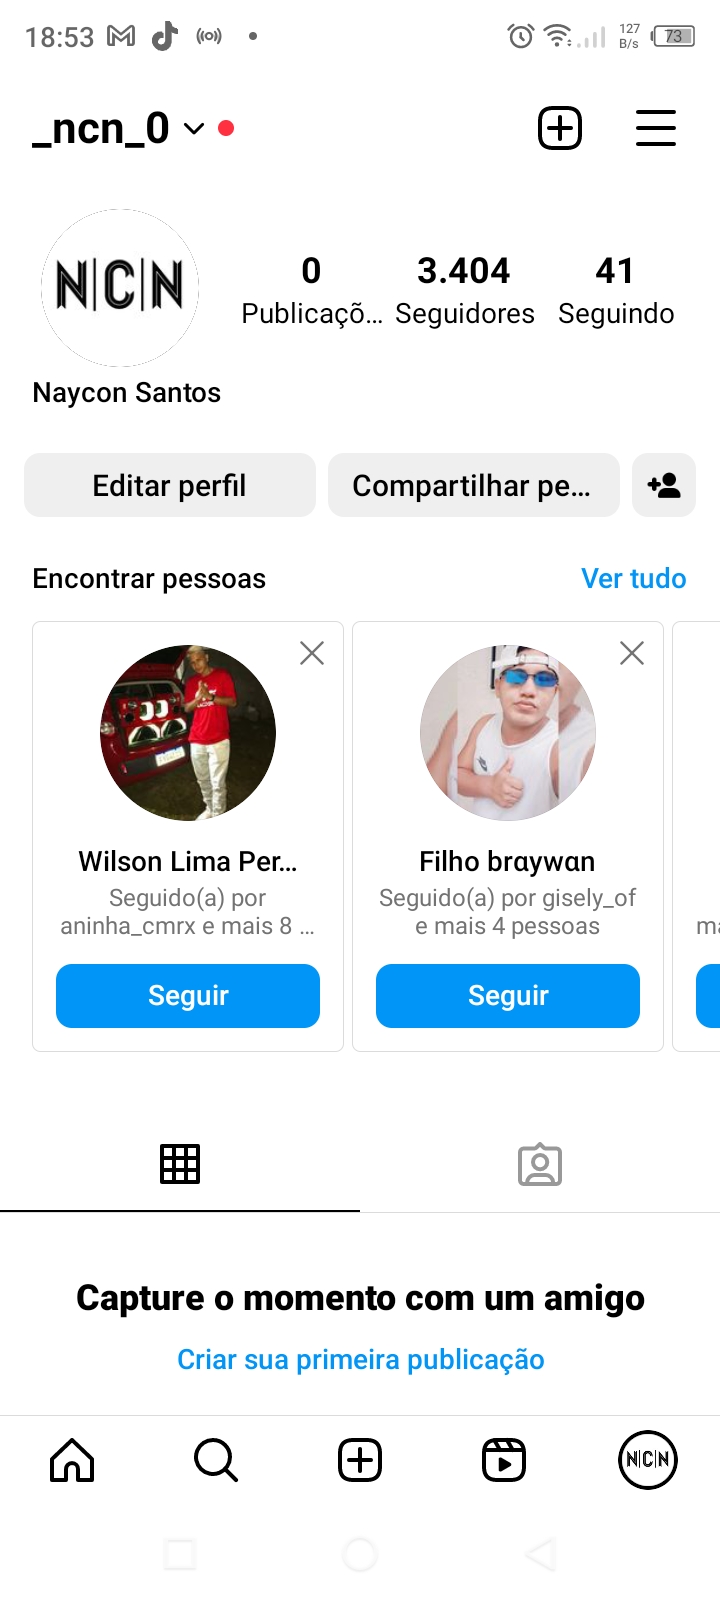 18:53
127
B/s
73
_ncn_0
N|C|N
0
3.404
41
Publicaçõ...
Seguidores
Seguindo
Naycon Santos
Editar perfil
Compartilhar pe...
Encontrar pessoas
Ver tudo
Wilson Lima Per...
Seguido(a) por
aninha_cmrx e mais 8 ...
Seguir
Filho brɑywɑn
Seguido(a) por gisely_of
e mais 4 pessoas
Seguir
ma
Capture o momento com um amigo
Criar sua primeira publicação
N|C|N